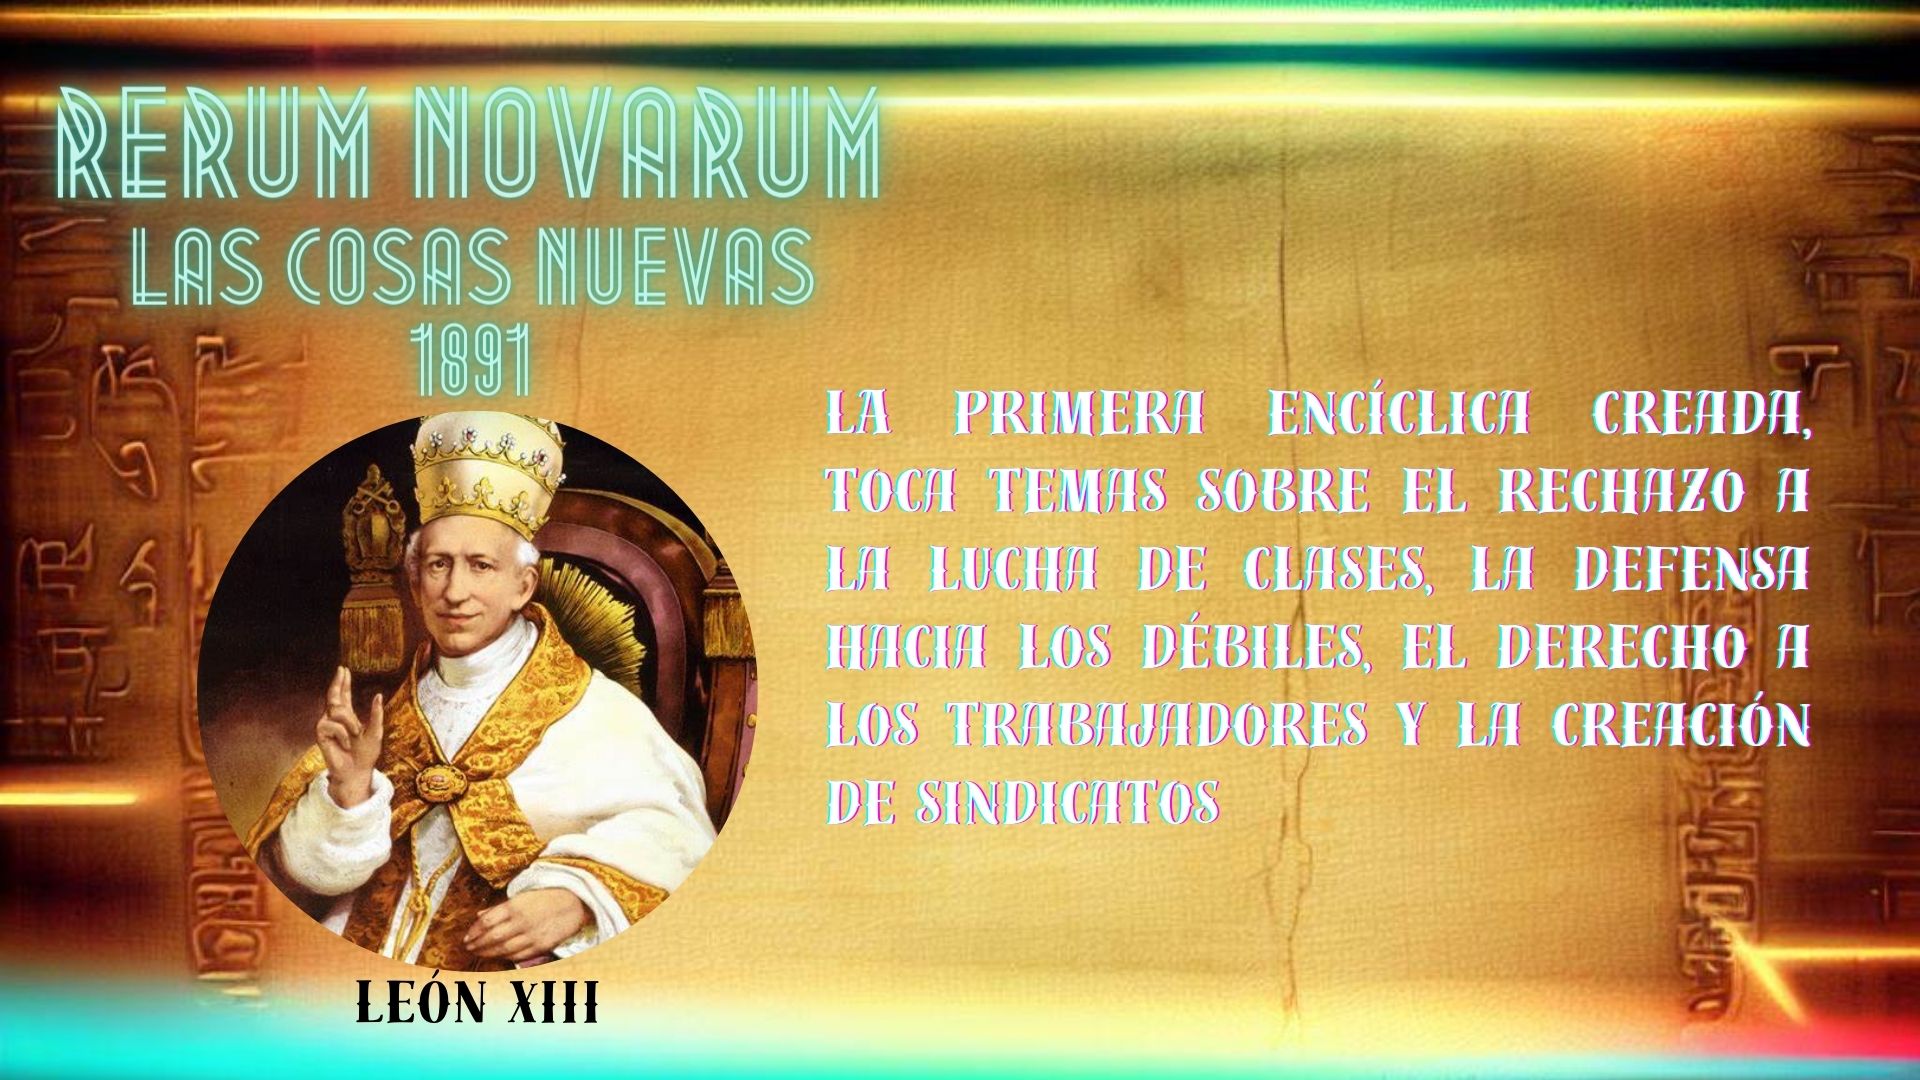 RERUM NOVARUM
LAS COSAS NUEVAS
1891
LA PRIMERA ENCÍCLICA CREADA,
TOCA TEMAS SOBRE EL RECHAZO A
LA LUCHA DE CLASES, LA DEFENSA
HACIA LOS DÉBILES, EL DERECHO A
LOS TRABAJADORES Y LA CREACIÓN
DE SINDICATOS
LEÓN XIII